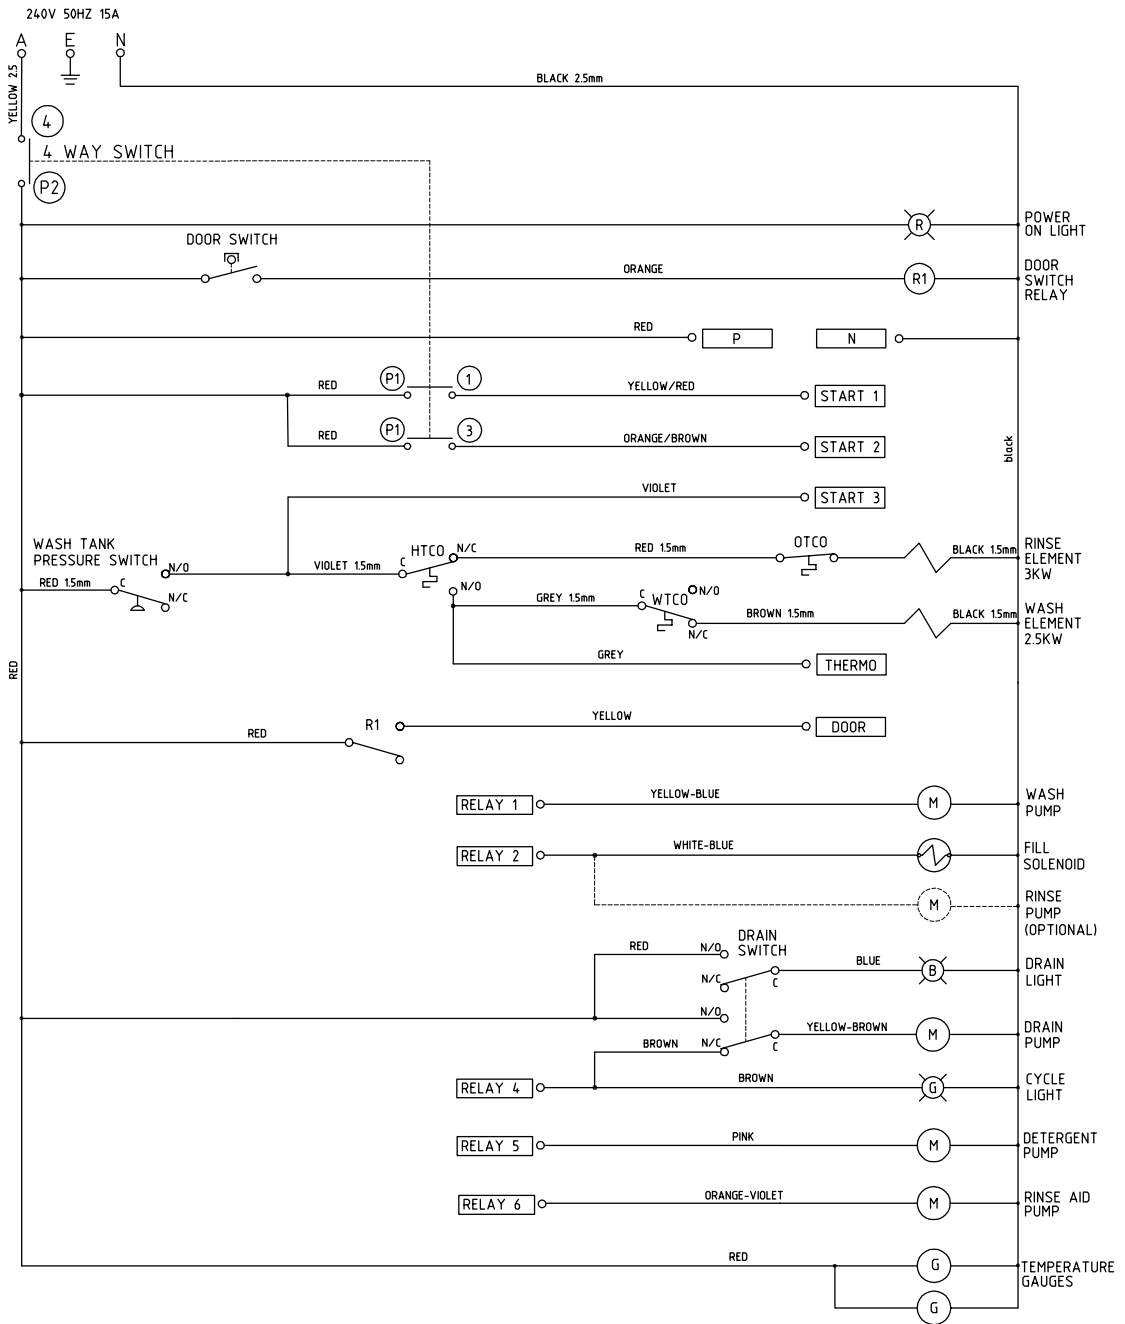 240V 50HZ 15A
A E N
YELLOW 2.5
BLACK 2.5mm
4
4 WAY SWITCH
P2
R
POWER
ON LIGHT
DOOR SWITCH
ORANGE
R1
DOOR
SWITCH
RELAY
RED
P
N
RED
P1
1
YELLOW/RED
START 1
RED
P1
3
ORANGE/BROWN
START 2
black
VIOLET
START 3
WASH TANK
PRESSURE SWITCH
N/O
RED 1.5mm
C
N/C
VIOLET 1.5mm
C
HTCO
N/C
N/O
RED 1.5mm
OTCO
BLACK 1.5mm
RINSE
ELEMENT
3KW
GREY 1.5mm
C
WTCO
N/O
N/C
BROWN 1.5mm
BLACK 1.5mm
WASH
ELEMENT
2.5KW
GREY
THERMO
RED
RED
R1
YELLOW
DOOR
RELAY 1
YELLOW-BLUE
M
WASH
PUMP
RELAY 2
WHITE-BLUE
FILL
SOLENOID
M
RINSE
PUMP
(OPTIONAL)
RED
N/O
DRAIN
SWITCH
N/C
C
BLUE
B
DRAIN
LIGHT
N/O
BROWN
N/C
C
YELLOW-BROWN
M
DRAIN
PUMP
RELAY 4
BROWN
G
CYCLE
LIGHT
RELAY 5
PINK
M
DETERGENT
PUMP
RELAY 6
ORANGE-VIOLET
M
RINSE AID
PUMP
RED
G
TEMPERATURE
GAUGES
G